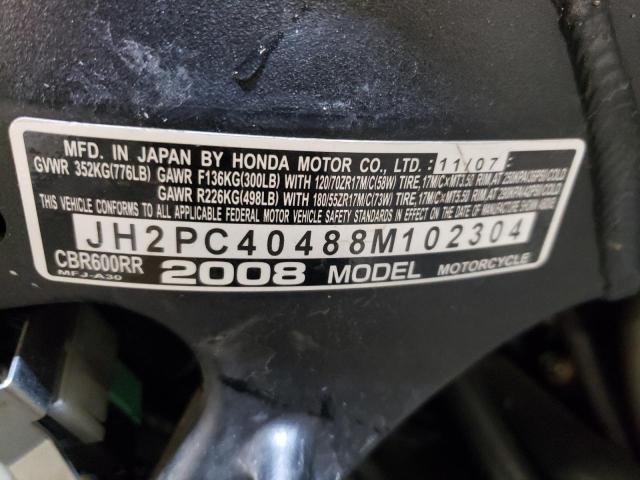 MFD. IN JAPAN BY HONDA MOTOR CO., LTD. 11/07
GVWR 352KG(776LB) GAWR F136KG(300LB) WITH 120/70ZR17M/C(58W) TIRE, 17M/C×MT3.50 RIM, AT 250KPA(36PSI) COLD
GAWR R226KG(498LB) WITH 180/55ZR17M/C(73W) TIRE, 17M/C×MT5.50 RIM, AT 290KPA(42PSI) COLD
THIS VEHICLE CONFORMS TO ALL APPLICABLE FEDERAL MOTOR VEHICLE SAFETY STANDARDS IN EFFECT ON THE DATE OF MANUFACTURE SHOWN ABOVE.
JH2PC40488M102304
CBR600RR 2008 MODEL MOTORCYCLE
MFJ-A30